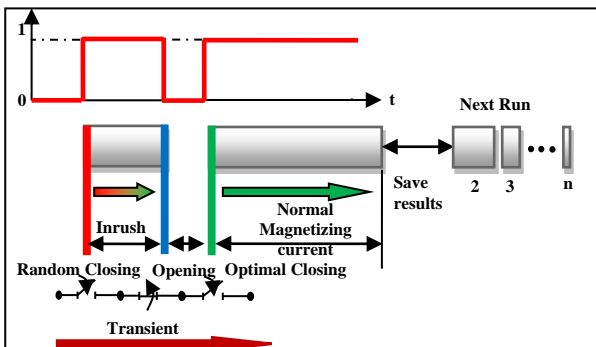 1
0
t
Next Run
2
3
n
Save
results
Inrush
Normal
Magnetizing
current
Random Closing
Opening
Optimal Closing
Transient